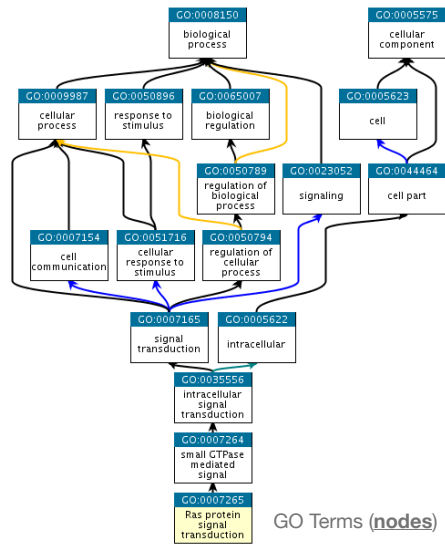 GO:0008150
biological
process
GO:0005575
cellular
component
GO:0009987
cellular
process
GO:0050896
response to
stimulus
GO:0065007
biological
regulation
GO:0005623
cell
GO:0050789
regulation of
biological
process
GO:0023052
signaling
GO:0044464
cell part
GO:0007154
cell
communication
GO:0051716
cellular
response to
stimulus
GO:0050794
regulation of
cellular
process
GO:0007165
signal
transduction
GO:0005622
intracellular
GO:0035556
intracellular
signal
transduction
GO:0007264
small GTPase
mediated
signal
GO:0007265
Ras protein
signal
transduction
GO Terms (nodes)